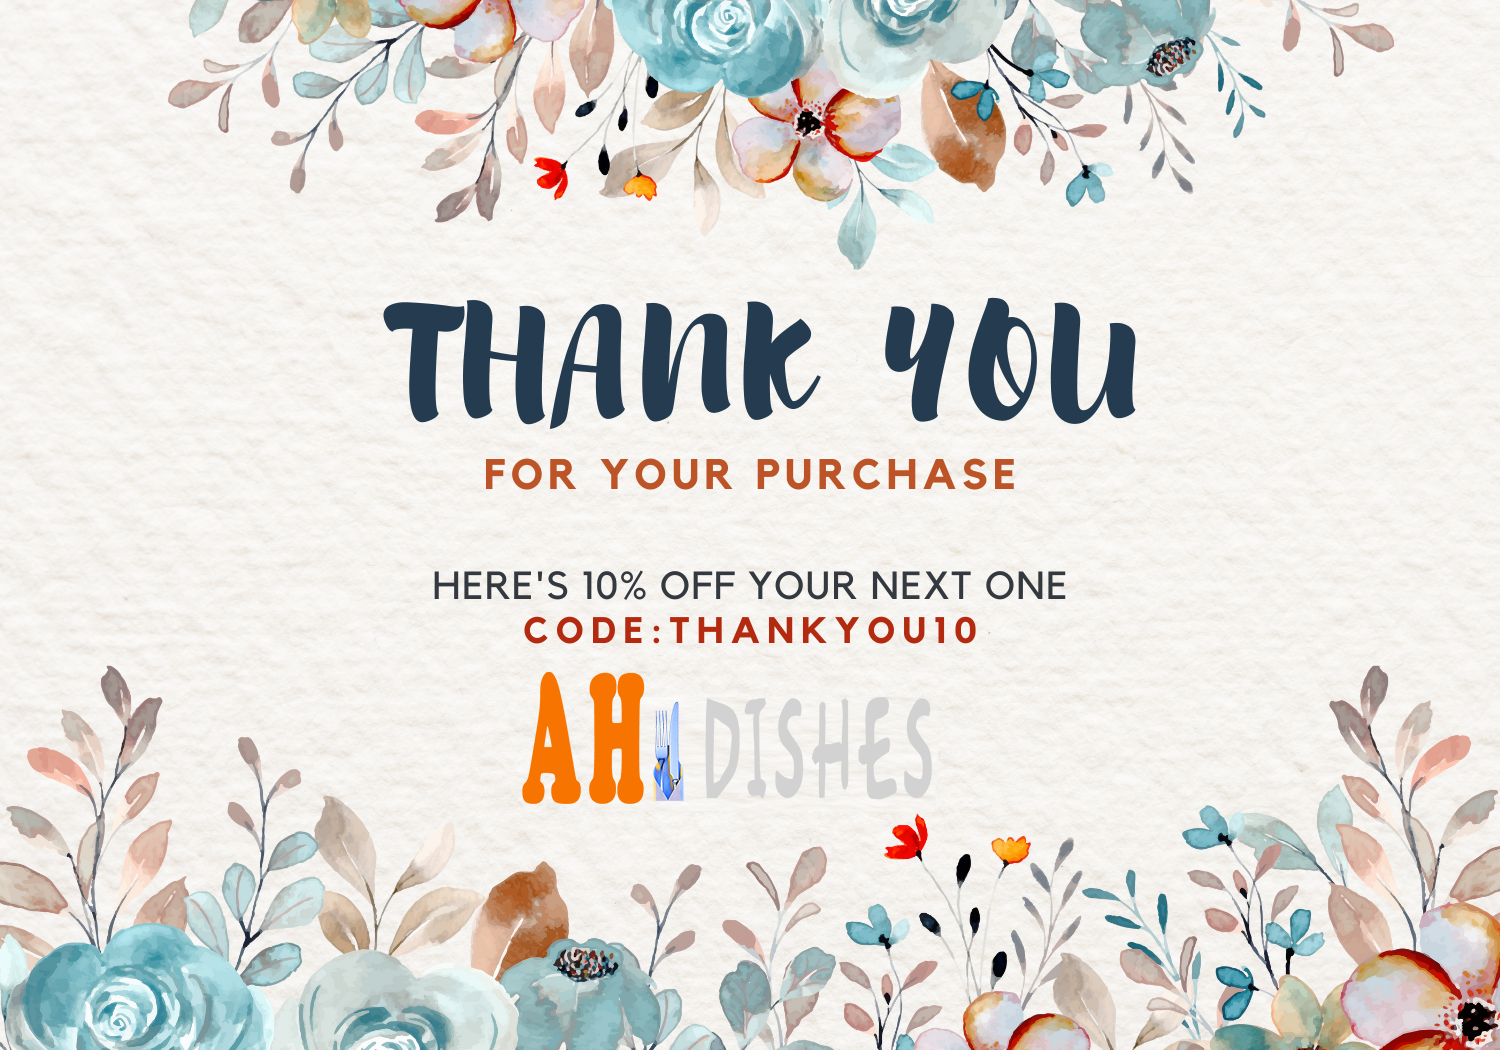 THANK YOU
FOR YOUR PURCHASE
HERE'S 10% OFF YOUR NEXT ONE
CODE:THANKYOU10
AH DISHES